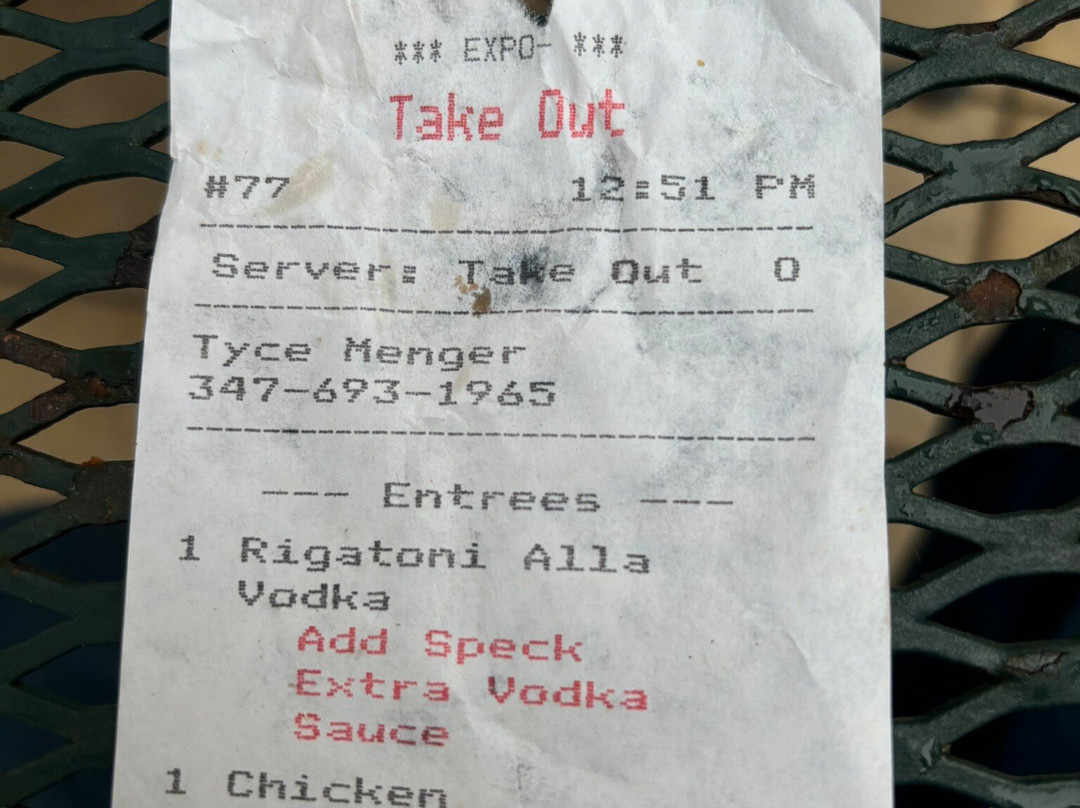 *** EXPO- ***
Take Out
#77 12:51 PM
Server: Take Out O
Tyce Menger
347-693-1965
--- Entrees ---
1 Rigatoni Alla
Vodka
Add Speck
Extra Vodka
Sauce
1 Chicken